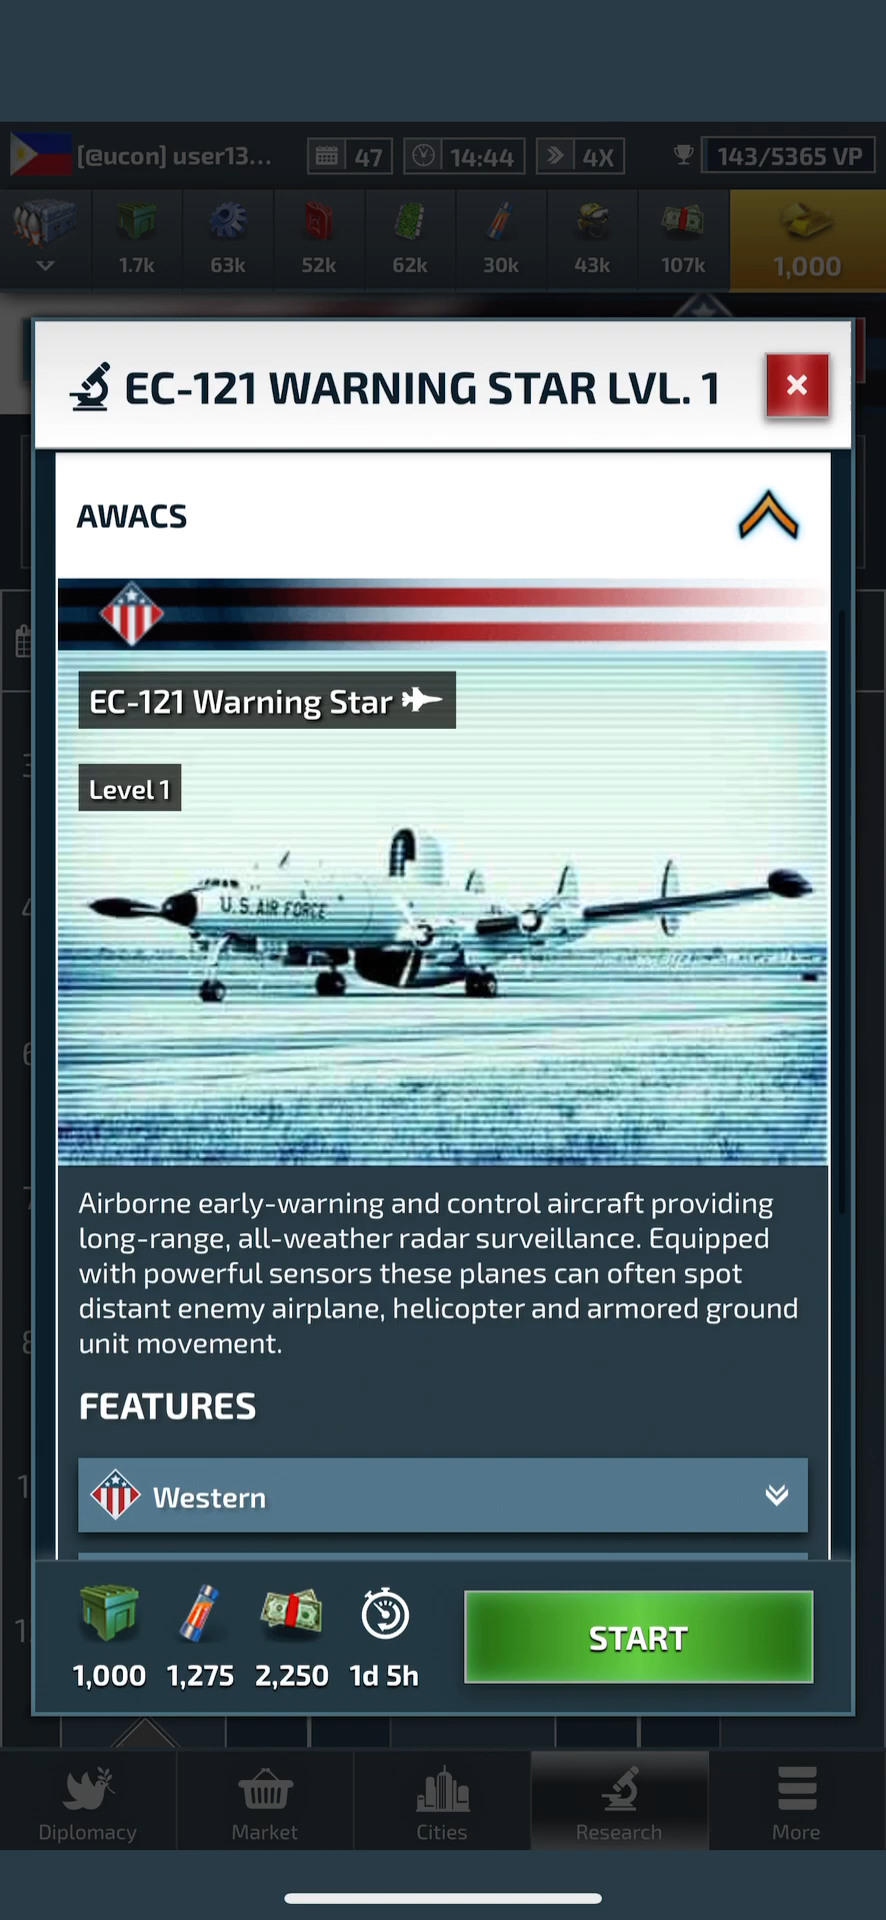 [@ucon] user13...
47
14:44
4X
143/5365 VP
1.7k
63k
52k
62k
30k
43k
107k
1,000
EC-121 WARNING STAR LVL. 1
AWACS
EC-121 Warning Star
Level 1
U.S. AIR FORCE
Airborne early-warning and control aircraft providing
long-range, all-weather radar surveillance. Equipped
with powerful sensors these planes can often spot
distant enemy airplane, helicopter and armored ground
unit movement.
FEATURES
Western
1,000
1,275
2,250
1d 5h
START
Diplomacy
Market
Cities
Research
More